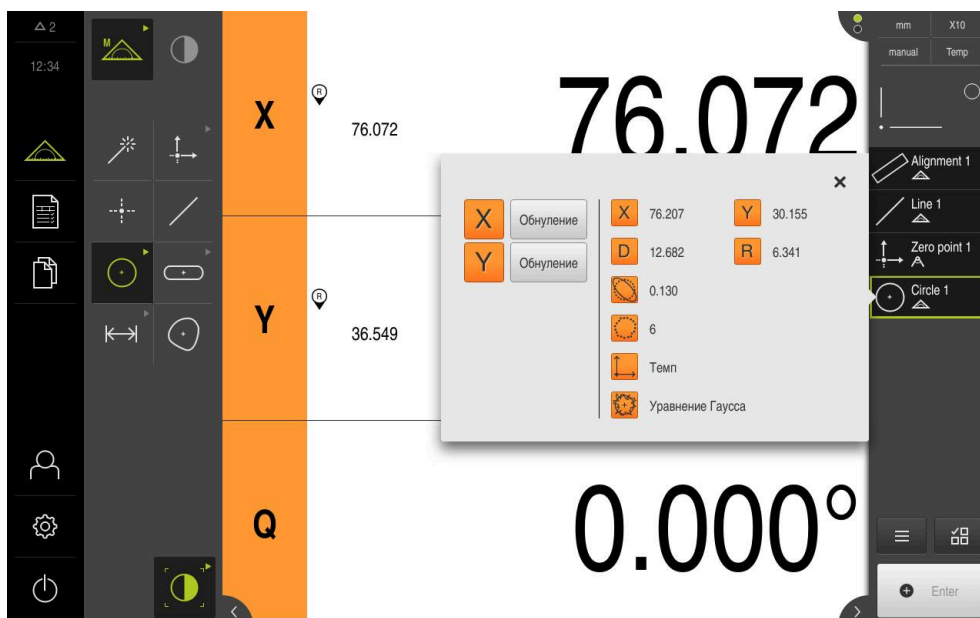 2
12:34
M
X
R
76.072
76.072
Y
R
36.549
Q
0.000°
X Обнуление
Y Обнуление
X 76.207 Y 30.155
D 12.682 R 6.341
0.130
6
Темп
Уравнение Гаусса
mm X10
manual Temp
Alignment 1
Line 1
Zero point 1
Circle 1
Enter